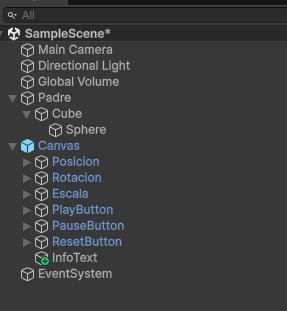 All
SampleScene*
Main Camera
Directional Light
Global Volume
Padre
Cube
Sphere
Canvas
Posicion
Rotacion
Escala
PlayButton
PauseButton
ResetButton
InfoText
EventSystem